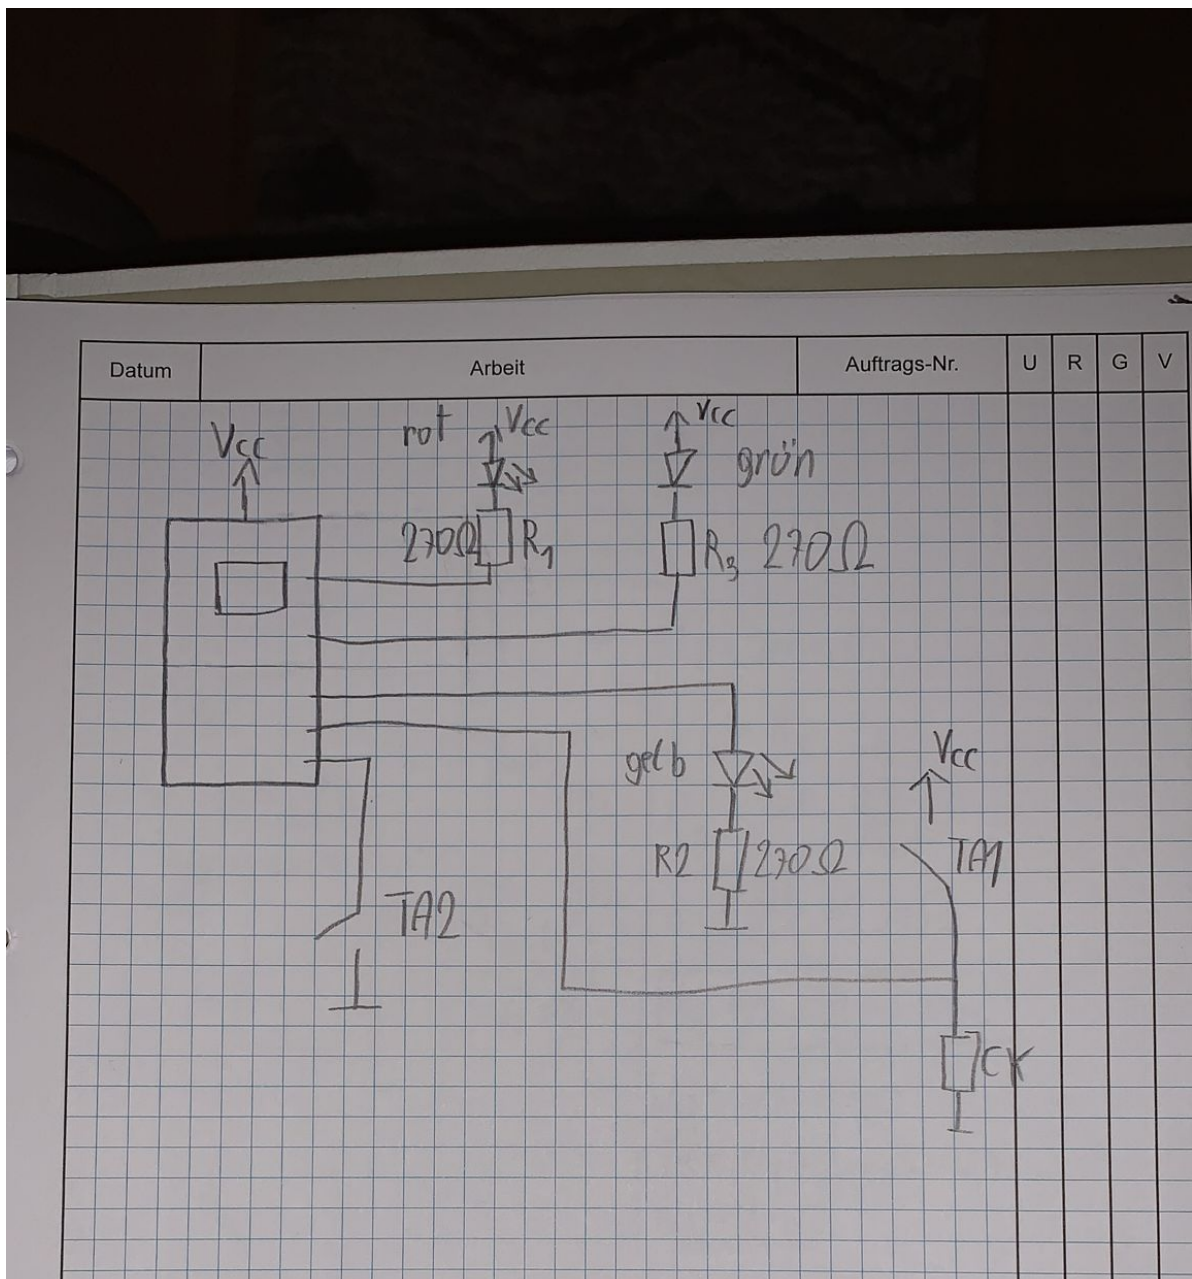 Datum Arbeit Auftrags-Nr. U R G V
Vcc rot Vcc Vcc
grün
270Ω R1 R3 270Ω
gelb Vcc
R2 270Ω TA1
TA2